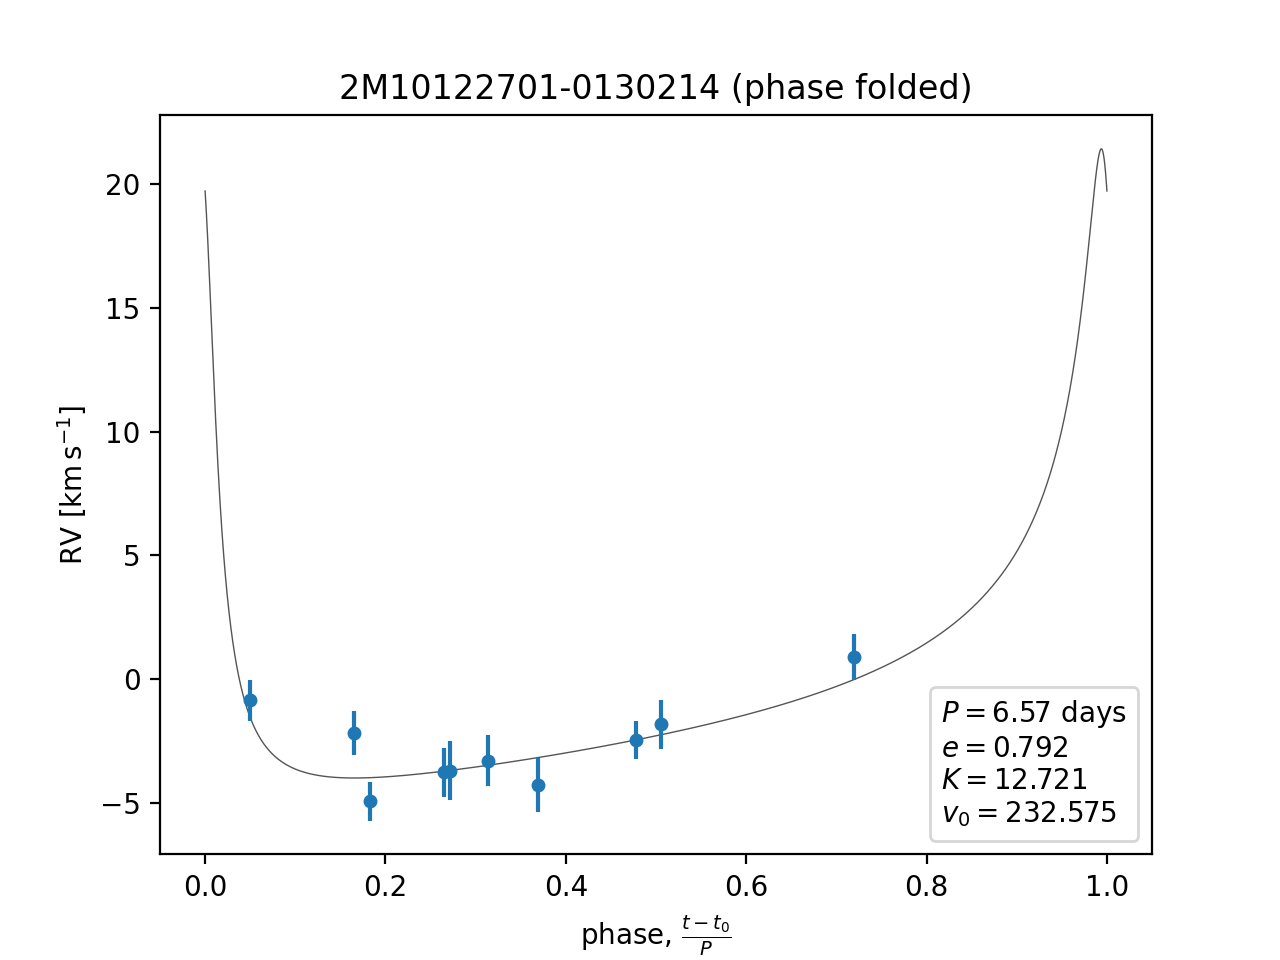 2M10122701-0130214 (phase folded)
RV [km s⁻¹]
20
15
10
5
0
−5
P = 6.57 days
e = 0.792
K = 12.721
v₀ = 232.575
0.0 0.2 0.4 0.6 0.8 1.0
phase, (t − t₀)/P